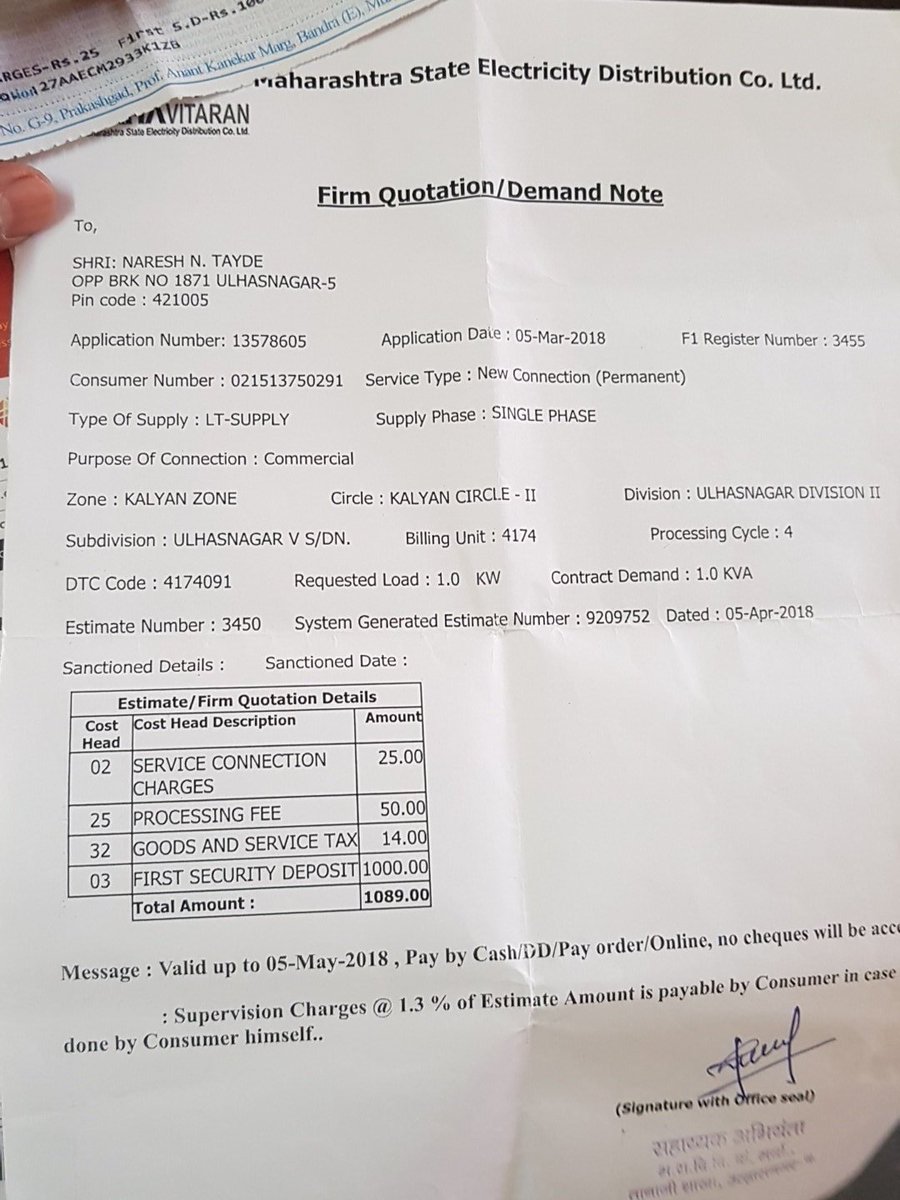 First S.D-Rs.
RGES-Rs.25
27AAECM2933K1ZB
No. G-9, Prakashgad, Prof. Anant Kanekar Marg, Bandra (E),
Maharashtra State Electricity Distribution Co. Ltd.
VITARAN
State Electricity Distribution Co. Ltd.
Firm Quotation/Demand Note
To,
SHRI: NARESH N. TAYDE
OPP BRK NO 1871 ULHASNAGAR-5
Pin code : 421005
Application Number: 13578605 Application Date : 05-Mar-2018 F1 Register Number : 3455
Consumer Number : 021513750291 Service Type : New Connection (Permanent)
Type Of Supply : LT-SUPPLY Supply Phase : SINGLE PHASE
Purpose Of Connection : Commercial
Zone : KALYAN ZONE Circle : KALYAN CIRCLE - II Division : ULHASNAGAR DIVISION II
Subdivision : ULHASNAGAR V S/DN. Billing Unit : 4174 Processing Cycle : 4
DTC Code : 4174091 Requested Load : 1.0 KW Contract Demand : 1.0 KVA
Estimate Number : 3450 System Generated Estimate Number : 9209752 Dated : 05-Apr-2018
Sanctioned Details : Sanctioned Date :
Estimate/Firm Quotation Details
Cost Head Cost Head Description Amount
02 SERVICE CONNECTION CHARGES 25.00
25 PROCESSING FEE 50.00
32 GOODS AND SERVICE TAX 14.00
03 FIRST SECURITY DEPOSIT 1000.00
Total Amount : 1089.00
Message : Valid up to 05-May-2018 , Pay by Cash/DD/Pay order/Online, no cheques will be acce
: Supervision Charges @ 1.3 % of Estimate Amount is payable by Consumer in case
done by Consumer himself..
(Signature with Office seal)
सहाय्यक अभियंता